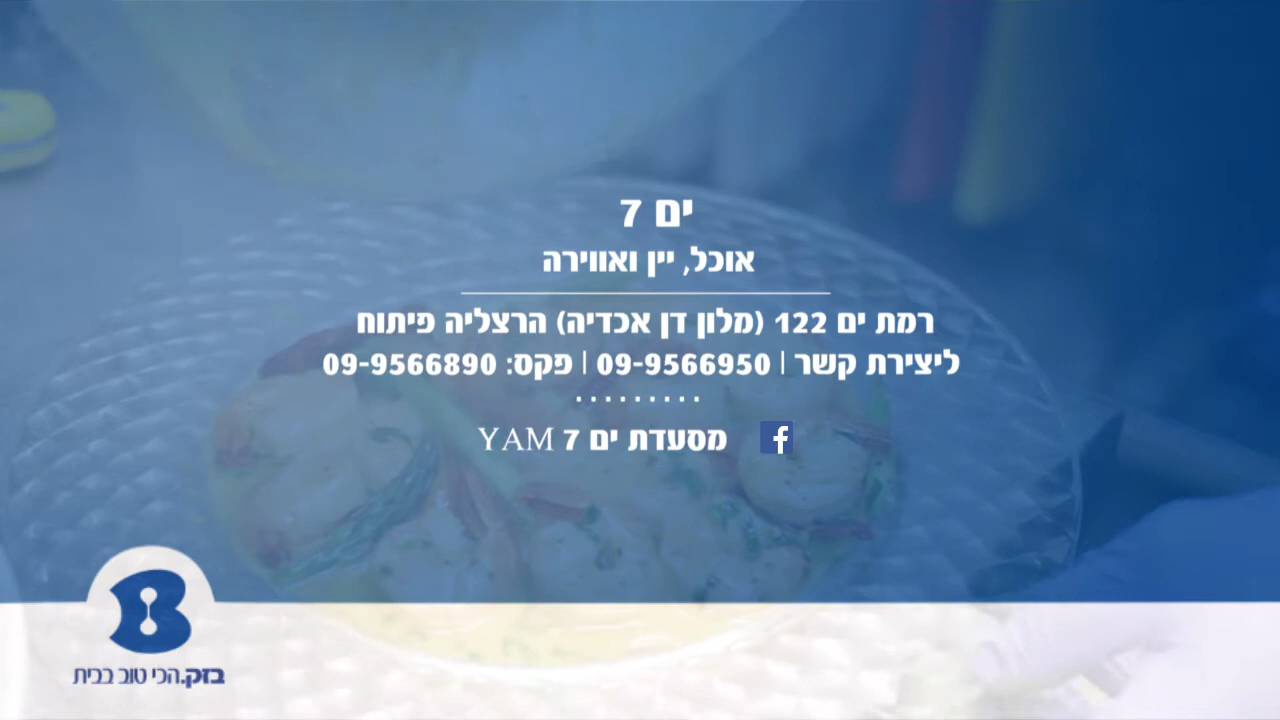 ים 7
אוכל, יין ואווירה
רמת ים 122 (מלון דן אכדיה) הרצליה פיתוח
ליצירת קשר | 09-9566950 | פקס: 09-9566890
מסעדת ים 7 YAM
בזק. הכי טוב בבית